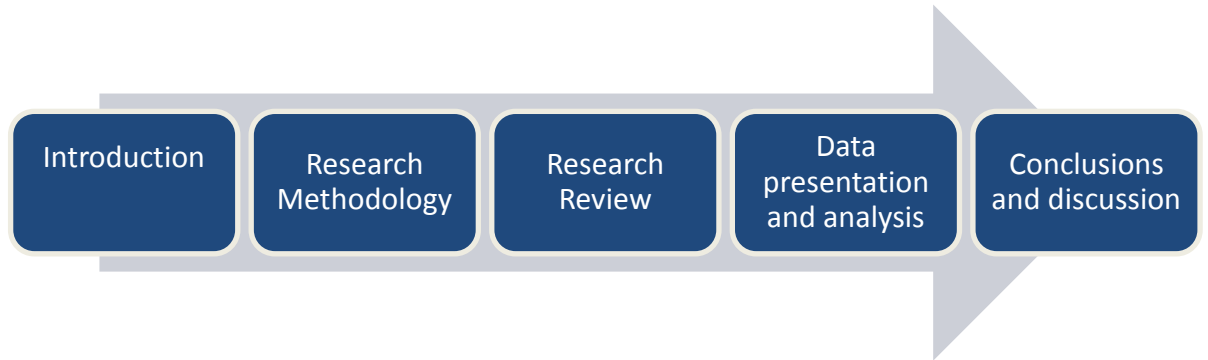 Introduction
Research
Methodology
Research
Review
Data
presentation
and analysis
Conclusions
and discussion